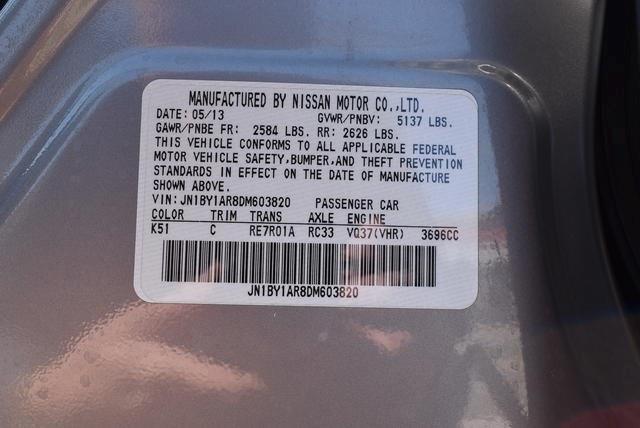 MANUFACTURED BY NISSAN MOTOR CO.,LTD.
DATE: 05/13 GVWR/PNBV: 5137 LBS.
GAWR/PNBE FR: 2584 LBS. RR: 2626 LBS.
THIS VEHICLE CONFORMS TO ALL APPLICABLE FEDERAL
MOTOR VEHICLE SAFETY,BUMPER,AND THEFT PREVENTION
STANDARDS IN EFFECT ON THE DATE OF MANUFACTURE
SHOWN ABOVE.
VIN: JN1BY1AR8DM603820 PASSENGER CAR
COLOR TRIM TRANS AXLE ENGINE
K51 C RE7R01A RC33 VQ37(VHR) 3696CC
JN1BY1AR8DM603820